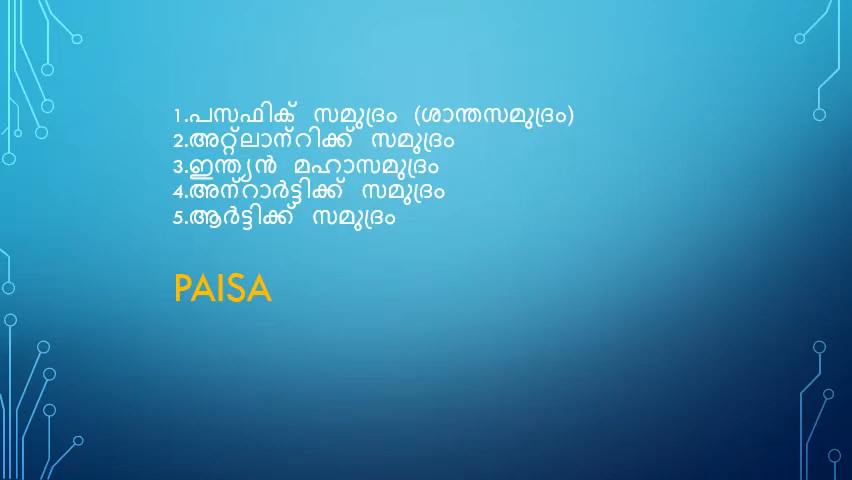 1.പസഫിക് സമുദ്രം (ശാന്തസമുദ്രം)
2.അറ്റ്ലാന്റിക്ക് സമുദ്രം
3.ഇന്ത്യൻ മഹാസമുദ്രം
4.അന്റാർട്ടിക്ക് സമുദ്രം
5.ആർട്ടിക്ക് സമുദ്രം
PAISA